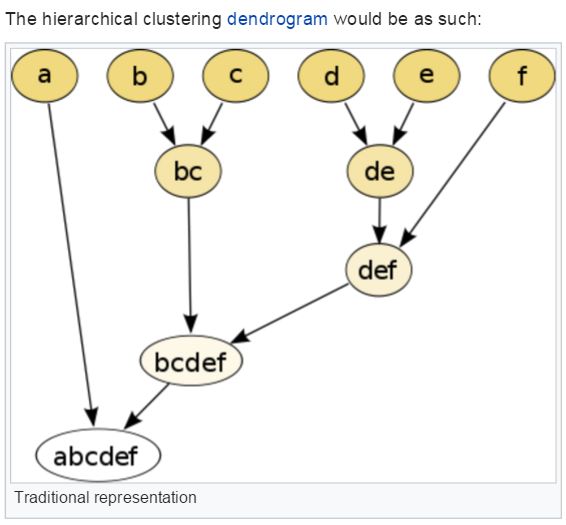 The hierarchical clustering dendrogram would be as such:
a b c d e f
bc de
def
bcdef
abcdef
Traditional representation